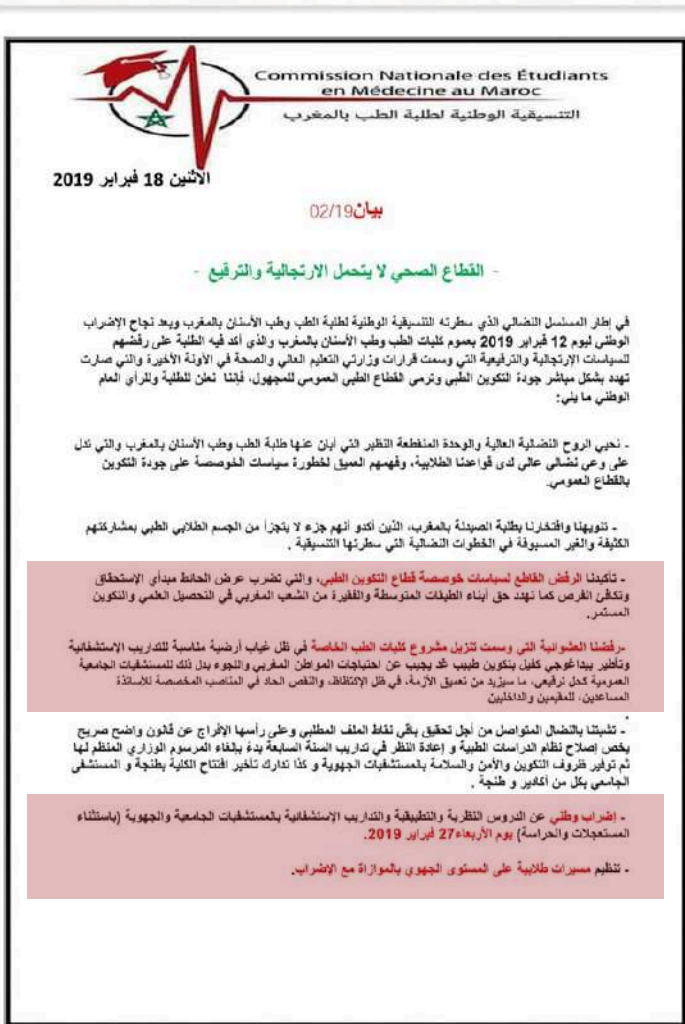 Commission Nationale des Étudiants
en Médecine au Maroc
التنسيقية الوطنية لطلبة الطب بالمغرب
الاثنين 18 فبراير 2019
بيان02/19
- القطاع الصحي لا يتحمل الارتجالية والترقيع -
في إطار المسلسل النضالي الذي سطرته التنسيقية الوطنية لطلبة الطب وطب الأسنان بالمغرب وبعد نجاح الإضراب
الوطني ليوم 12 فبراير 2019 بعموم كليات الطب وطب الأسنان بالمغرب والذي أكد فيه الطلبة على رفضهم
للسياسات الإرتجالية والترقيعية التي وسمت قرارات وزارتي التعليم العالي والصحة في الآونة الأخيرة والتي صارت
تهدد بشكل مباشر جودة التكوين الطبي وترمي القطاع الطبي العمومي للمجهول، فإننا نعلن للطلبة وللرأي العام
الوطني ما يلي:
- نحيي الروح النضالية العالية والوحدة المنقطعة النظير التي أبان عنها طلبة الطب وطب الأسنان بالمغرب والتي تدل
على وعي نضالي عالي لدى قواعدنا الطلابية، وفهمهم العميق لخطورة سياسات الخوصصة على جودة التكوين
بالقطاع العمومي.
- تنويهنا وافتخارنا بطلبة الصيدلة بالمغرب، الذين أكدو أنهم جزء لا يتجزأ من الجسم الطلابي الطبي بمشاركتهم
الكثيفة والغير المسبوقة في الخطوات النضالية التي سطرتها التنسيقية .
- تأكيدنا الرفض القاطع لسياسات خوصصة قطاع التكوين الطبي، والتي تضرب عرض الحائط مبدأي الإستحقاق
وتكافئ الفرص كما تهدد حق أبناء الطبقات المتوسطة والفقيرة من الشعب المغربي في التحصيل العلمي والتكوين
المستمر.
-رفضنا العشوائية التي وسمت تنزيل مشروع كليات الطب الخاصة في ظل غياب أرضية مناسبة للتداريب الإستشفائية
وتأطير بيداغوجي كفيل بتكوين طبيب غد يجيب عن احتياجات المواطن المغربي واللجوء بدل ذلك للمستشفيات الجامعية
العمومية كحل ترقيعي، ما سيزيد من تعميق الأزمة، في ظل الإكتظاظ، والنقص الحاد في المناصب المخصصة للأساتذة
المساعدين، للمقيمين والداخليين
.
- تشبثنا بالنضال المتواصل من أجل تحقيق باقي نقاط الملف المطلبي وعلى رأسها الإفراج عن قانون واضح صريح
يخص إصلاح نظام الدراسات الطبية و إعادة النظر في تداريب السنة السابعة بدءً بإلغاء المرسوم الوزاري المنظم لها
ثم توفير ظروف التكوين والأمن والسلامة بالمستشفيات الجهوية و كذا تدارك تأخير افتتاح الكلية بطنجة و المستشفى
الجامعي بكل من أكادير و طنجة .
- إضراب وطني عن الدروس النظرية والتطبيقية والتداريب الإستشفائية بالمستشفيات الجامعية والجهوية (باستثناء
المستعجلات والحراسة) يوم الأربعاء27 فبراير 2019.
- تنظيم مسيرات طلابية على المستوى الجهوي بالموازاة مع الإضراب.